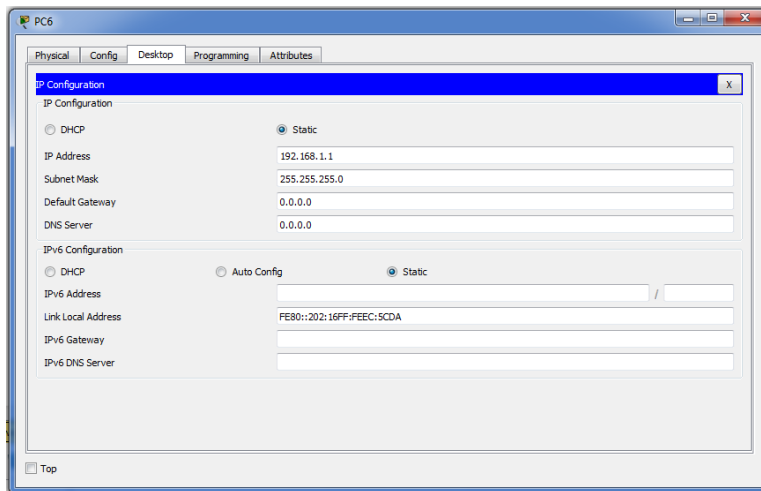 PC6
Physical Config Desktop Programming Attributes
IP Configuration X
IP Configuration
DHCP Static
IP Address 192.168.1.1
Subnet Mask 255.255.255.0
Default Gateway 0.0.0.0
DNS Server 0.0.0.0
IPv6 Configuration
DHCP Auto Config Static
IPv6 Address /
Link Local Address FE80::202:16FF:FEEC:5CDA
IPv6 Gateway
IPv6 DNS Server
Top